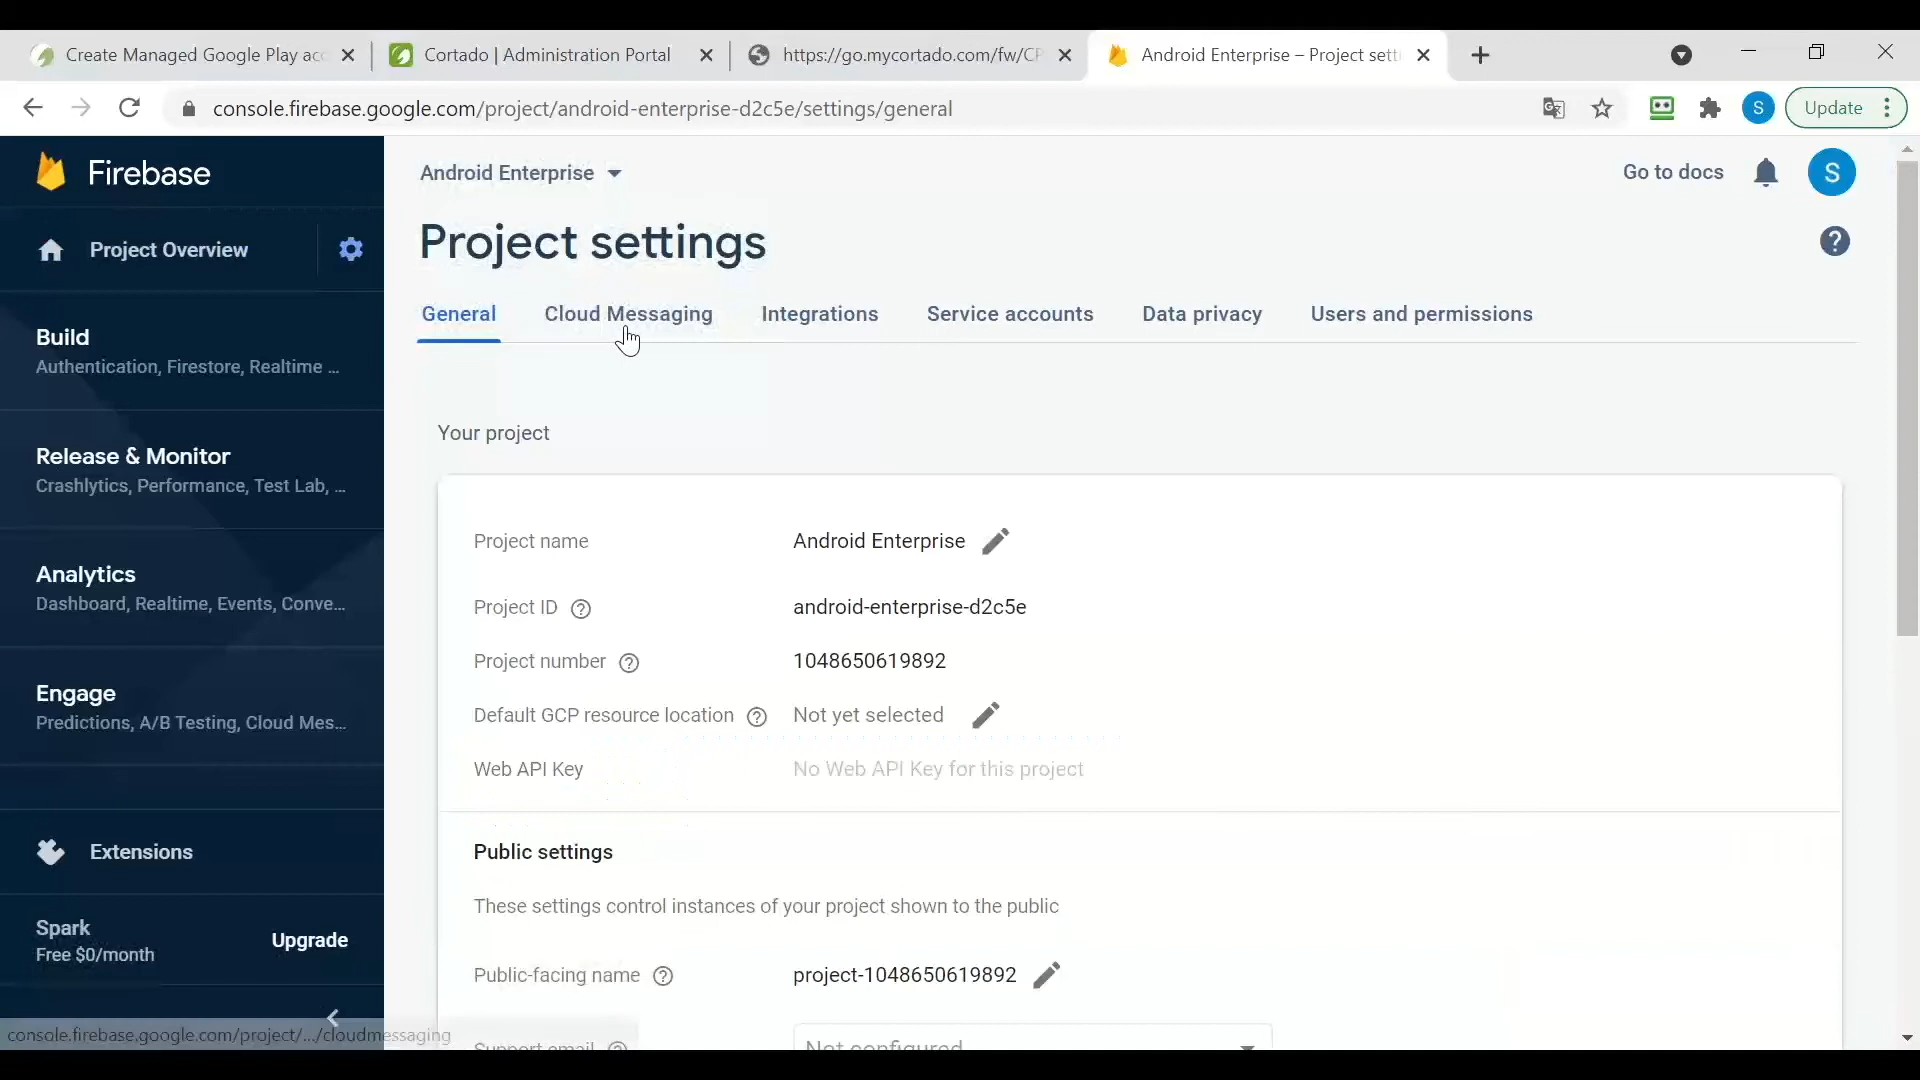 Create Managed Google Play acc
Cortado | Administration Portal
https://go.mycortado.com/fw/CP
Android Enterprise – Project setti
console.firebase.google.com/project/android-enterprise-d2c5e/settings/general
S
Update
Firebase
Android Enterprise
Go to docs
S
Project Overview
Project settings
General
Cloud Messaging
Integrations
Service accounts
Data privacy
Users and permissions
Build
Authentication, Firestore, Realtime ...
Release & Monitor
Crashlytics, Performance, Test Lab, ...
Analytics
Dashboard, Realtime, Events, Conve...
Engage
Predictions, A/B Testing, Cloud Mes...
Extensions
Spark
Free $0/month
Upgrade
console.firebase.google.com/project/.../cloudmessaging
Your project
Project name
Android Enterprise
Project ID
android-enterprise-d2c5e
Project number
1048650619892
Default GCP resource location
Not yet selected
Web API Key
No Web API Key for this project
Public settings
These settings control instances of your project shown to the public
Public-facing name
project-1048650619892
Support email
Not configured